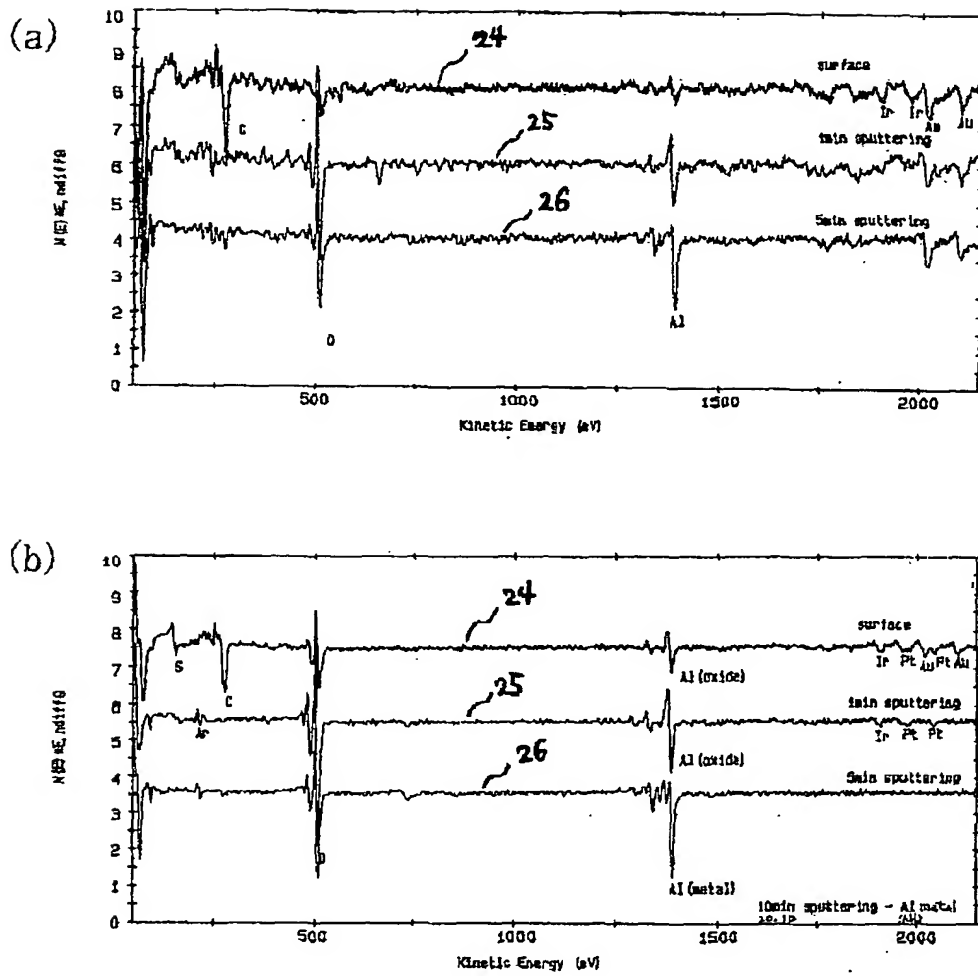 (a)
N(E)*E, ndiff6
10
9
8
7
6
5
4
3
2
1
0
24
25
26
surface
1min sputtering
5min sputtering
C
O
Al
Ir
Ir
Au
Au
500
1000
1500
2000
Kinetic Energy (eV)
(b)
N(E)*E, ndiff6
10
9
8
7
6
5
4
3
2
1
0
24
25
26
surface
1min sputtering
5min sputtering
S
C
Ar
O
Al (oxide)
Al (oxide)
Al (metal)
Ir
Pt
Au
Pt
Au
Ir
Pt
Pt
10min sputtering - Al metal
500
1000
1500
2000
Kinetic Energy (eV)